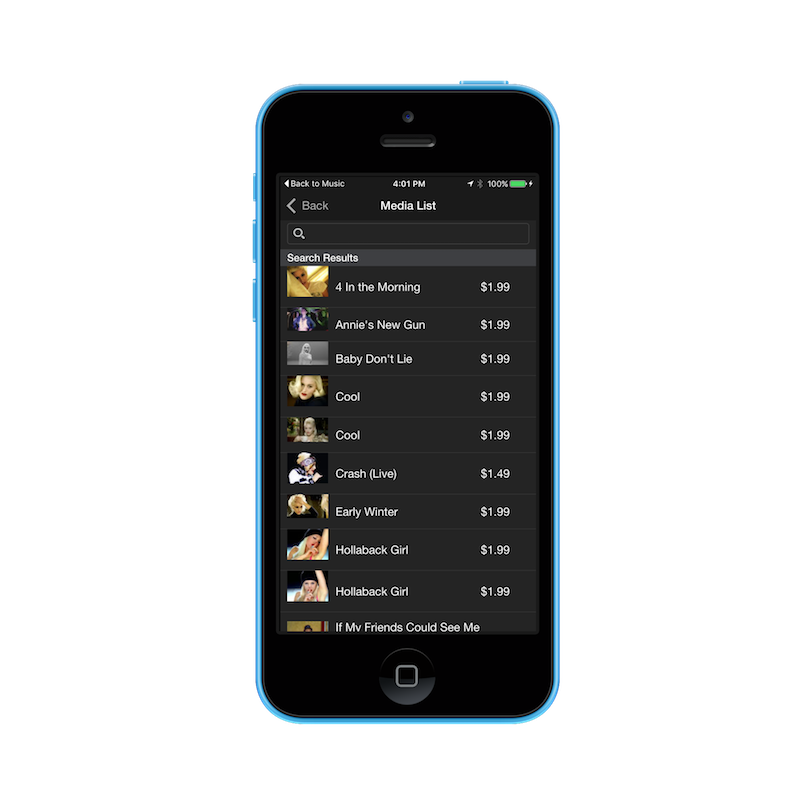 Back to Music 4:01 PM 100%
Back Media List
Search Results
4 In the Morning $1.99
Annie's New Gun $1.99
Baby Don't Lie $1.99
Cool $1.99
Cool $1.99
Crash (Live) $1.49
Early Winter $1.99
Hollaback Girl $1.99
Hollaback Girl $1.99
If My Friends Could See Me